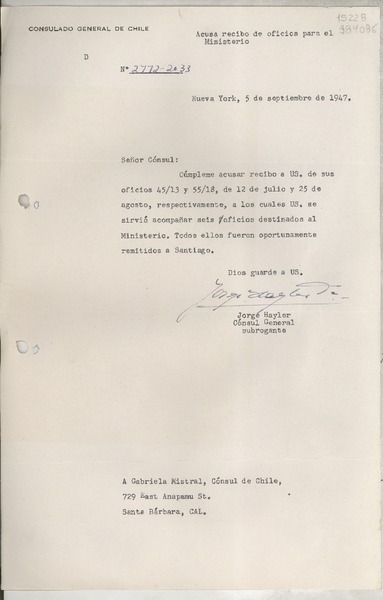 CONSULADO GENERAL DE CHILE
15228
984086
Acusa recibo de oficios para el
Ministerio
D
Nº 2772-2033
Nueva York, 5 de septiembre de 1947.
Señor Cónsul:
Cúmpleme acusar recibo a US. de sus
oficios 45/13 y 55/18, de 12 de julio y 25 de
agosto, respectivamente, a los cuales US. se
sirvió acompañar seis oficios destinados al
Ministerio. Todos ellos fueron oportunamente
remitidos a Santiago.
Dios guarde a US.
Jorge Hayler
Cónsul General
subrogante
A Gabriela Mistral, Cónsul de Chile,
729 East Anapamu St.
Santa Bárbara, CAL.